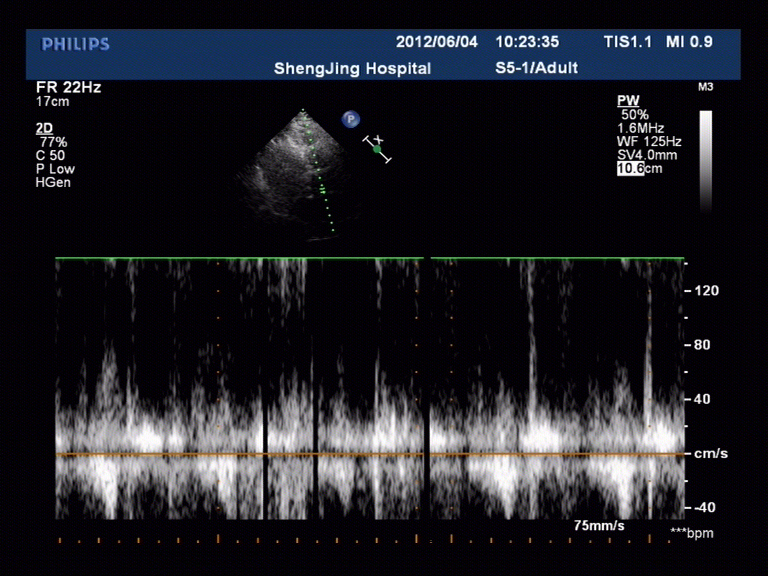 PHILIPS
2012/06/04 10:23:35 TIS1.1 MI 0.9
ShengJing Hospital S5-1/Adult
FR 22Hz
17cm
2D
77%
C 50
P Low
HGen
P
X
M3
PW
50%
1.6MHz
WF 125Hz
SV4.0mm
10.6cm
120
80
40
cm/s
-40
75mm/s
***bpm